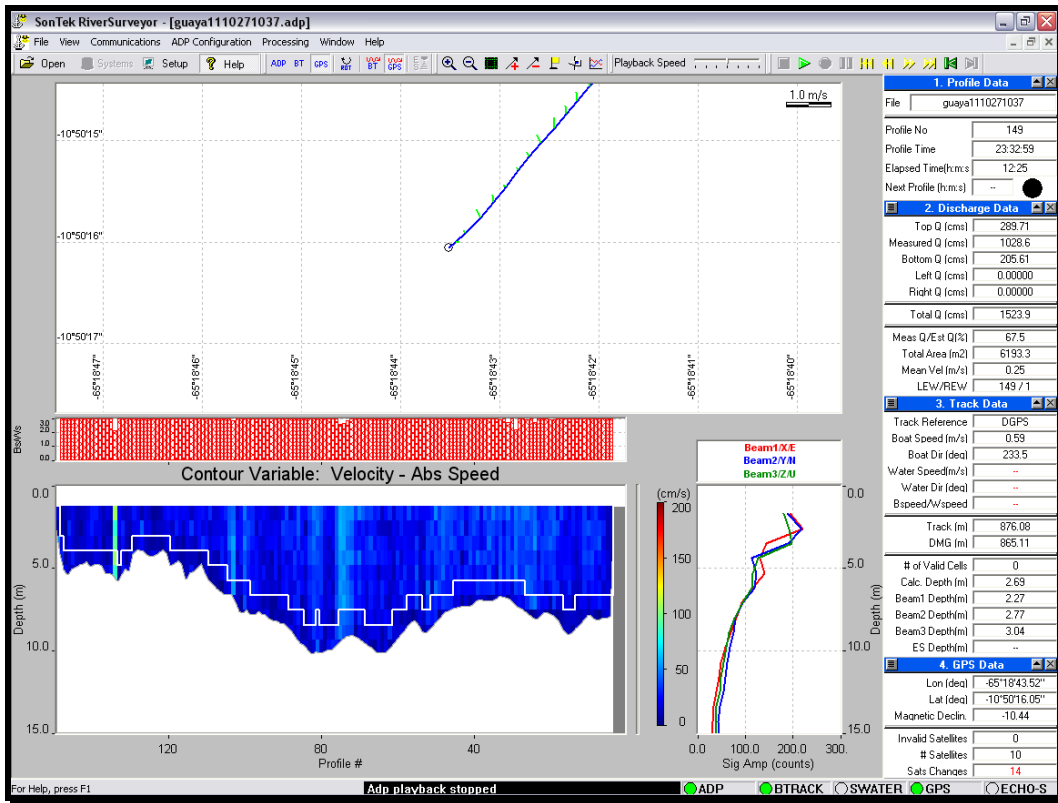 SonTek RiverSurveyor - [guaya1110271037.adp]
File View Communications ADP Configuration Processing Window Help
Open Systems Setup Help ADP BT GPS BT GPS Playback Speed
1.0 m/s
-10°50'15"
-10°50'16"
-10°50'17"
-65°18'47"
-65°18'46"
-65°18'45"
-65°18'44"
-65°18'43"
-65°18'42"
-65°18'41"
-65°18'40"
Bs/Ws
3.0
2.0
1.0
0.0
Contour Variable: Velocity - Abs Speed
0.0
5.0
10.0
15.0
Depth (m)
120 80 40
Profile #
(cm/s)
200
150
100
50
0
Beam1/X/E
Beam2/Y/N
Beam3/Z/U
0.0
5.0
10.0
15.0
Depth (m)
0.0 100.0 200.0 300.
Sig Amp (counts)
1. Profile Data
File guaya1110271037
Profile No 149
Profile Time 23:32:59
Elapsed Time(h:m:s 12:25
Next Profile (h:m:s) --
2. Discharge Data
Top Q (cms) 289.71
Measured Q (cms) 1028.6
Bottom Q (cms) 205.61
Left Q (cms) 0.00000
Right Q (cms) 0.00000
Total Q (cms) 1523.9
Meas Q/Est Q(%) 67.5
Total Area (m2) 6193.3
Mean Vel (m/s) 0.25
LEW/REW 149 / 1
3. Track Data
Track Reference DGPS
Boat Speed (m/s) 0.59
Boat Dir (deg) 233.5
Water Speed(m/s) --
Water Dir (deg) --
Bspeed/Wspeed --
Track (m) 876.08
DMG (m) 865.11
# of Valid Cells 0
Calc. Depth (m) 2.69
Beam1 Depth(m) 2.27
Beam2 Depth(m) 2.77
Beam3 Depth(m) 3.04
ES Depth(m) --
4. GPS Data
Lon (deg) -65°18'43.52"
Lat (deg) -10°50'16.05"
Magnetic Declin. -10.44
Invalid Satellites 0
# Satellites 10
Sats Changes 14
For Help, press F1 Adp playback stopped ADP BTRACK SWATER GPS ECHO-S